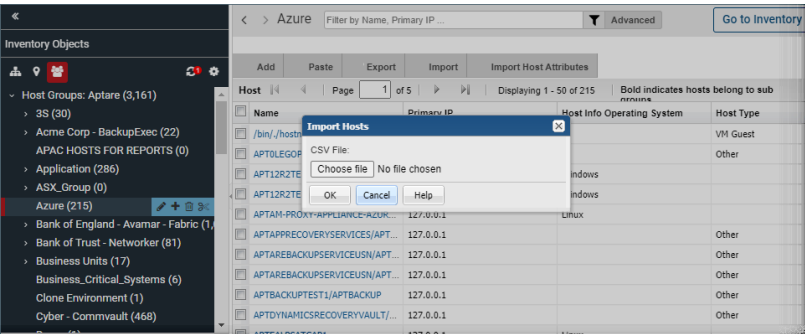 «
< > Azure Filter by Name, Primary IP ... Advanced Go to Inventory
Inventory Objects
Add Paste Export Import Import Host Attributes
Host Page 1 of 5 Displaying 1 - 50 of 215 Bold indicates hosts belong to sub groups
Host Groups: Aptare (3,161)
Name Primary IP Host Info Operating System Host Type
3S (30)
Acme Corp - BackupExec (22)
APAC HOSTS FOR REPORTS (0)
Application (286)
ASX_Group (0)
Azure (215)
Bank of England - Avamar - Fabric (1,
Bank of Trust - Networker (81)
Business Units (17)
Business_Critical_Systems (6)
Clone Environment (1)
Cyber - Commvault (468)
Import Hosts
CSV File:
Choose file No file chosen
OK Cancel Help
/bin/./hostn VM Guest
APT0LEGOP Other
APT12R2TE indows
APT12R2TE indows
APTAM-PROXY-APPLIANCE-AZUR... 127.0.0.1 Linux
APTAPPRECOVERYSERVICES/APT... 127.0.0.1 Other
APTAREBACKUPSERVICEUSN/APT... 127.0.0.1 Other
APTAREBACKUPSERVICEUSN/APT... 127.0.0.1 Other
APTBACKUPTEST1/APTBACKUP 127.0.0.1 Other
APTDYNAMICSRECOVERYVAULT/... 127.0.0.1 Other